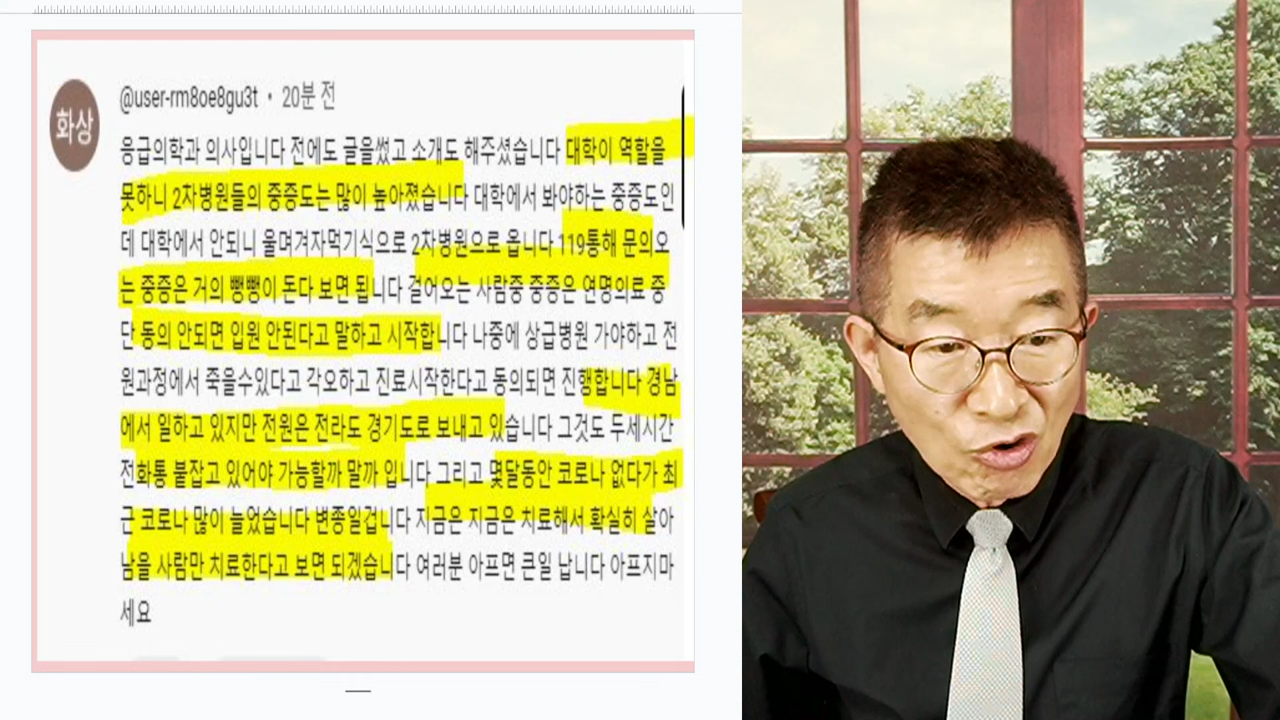 화상
@user-rm8oe8gu3t • 20분 전
응급의학과 의사입니다 전에도 글을썼고 소개도 해주셨습니다 대학이 역할을
못하니 2차병원들의 중증도는 많이 높아졌습니다 대학에서 봐야하는 중증도인
데 대학에서 안되니 울며겨자먹기식으로 2차병원으로 옵니다 119통해 문의오
는 중증은 거의 뺑뺑이 돈다 보면 됩니다 걸어오는 사람중 중증은 연명의료 중
단 동의 안되면 입원 안된다고 말하고 시작합니다 나중에 상급병원 가야하고 전
원과정에서 죽을수있다고 각오하고 진료시작한다고 동의되면 진행합니다 경남
에서 일하고 있지만 전원은 전라도 경기도로 보내고 있습니다 그것도 두세시간
전화통 붙잡고 있어야 가능할까 말까 입니다 그리고 몇달동안 코로나 없다가 최
근 코로나 많이 늘었습니다 변종일겁니다 지금은 지금은 치료해서 확실히 살아
남을 사람만 치료한다고 보면 되겠습니다 여러분 아프면 큰일 납니다 아프지마
세요